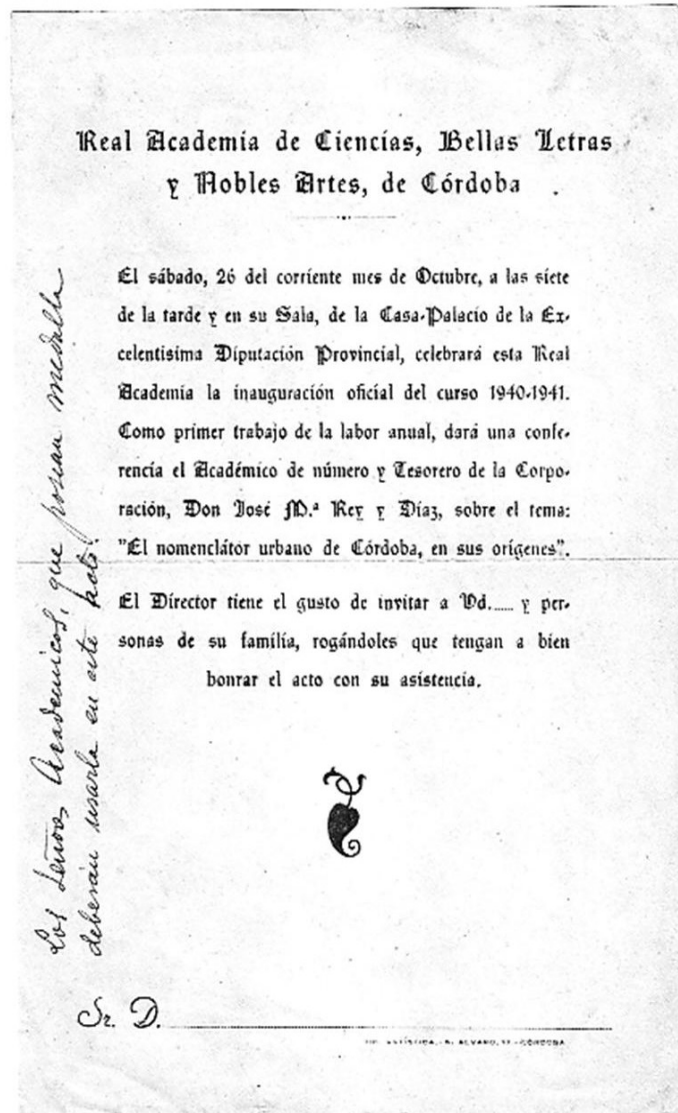 Real Academia de Ciencias, Bellas Letras
y Nobles Artes, de Córdoba
El sábado, 26 del corriente mes de Octubre, a las siete
de la tarde y en su Sala, de la Casa-Palacio de la Ex-
celentísima Diputación Provincial, celebrará esta Real
Academia la inauguración oficial del curso 1940-1941.
Como primer trabajo de la labor anual, dará una confe-
rencia el Académico de número y Tesorero de la Corpo-
ración, Don José M.ª Rey y Díaz, sobre el tema:
"El nomenclátor urbano de Córdoba, en sus orígenes".
El Director tiene el gusto de invitar a Vd...... y per-
sonas de su familia, rogándoles que tengan a bien
honrar el acto con su asistencia.
Los Señores Académicos, que posean medalla
deberán usarla en este acto.
Sr. D.
ALVARO, 17 - CÓRDOBA